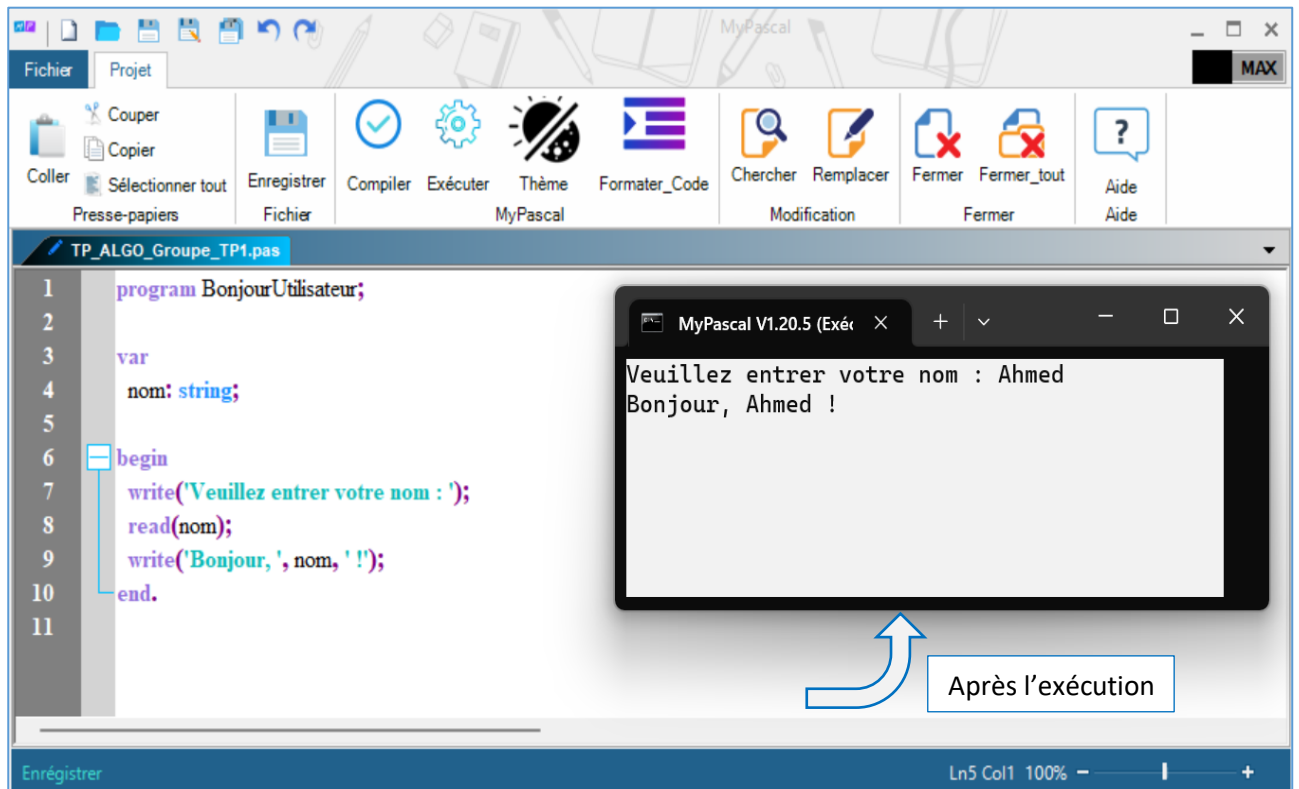 MyPascal
Fichier
Projet
MAX
Coller
Couper
Copier
Sélectionner tout
Presse-papiers
Enregistrer
Fichier
Compiler
Exécuter
Thème
Formater_Code
MyPascal
Chercher
Remplacer
Modification
Fermer
Fermer_tout
Fermer
?
Aide
Aide
TP_ALGO_Groupe_TP1.pas
1 program BonjourUtilisateur;
2
3 var
4 nom: string;
5
6 begin
7 write('Veuillez entrer votre nom : ');
8 read(nom);
9 write('Bonjour, ', nom, ' !');
10 end.
11
MyPascal V1.20.5 (Exéc
Veuillez entrer votre nom : Ahmed
Bonjour, Ahmed !
Après l’exécution
Enrégistrer
Ln5 Col1 100%